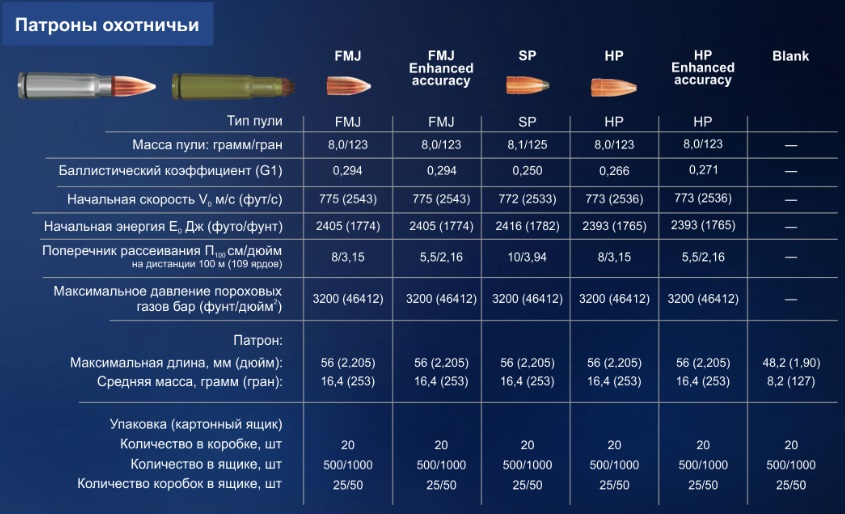 Патроны охотничьи
FMJ FMJ Enhanced accuracy SP HP HP Enhanced accuracy Blank
Тип пули FMJ FMJ SP HP HP
Масса пули: грамм/гран 8,0/123 8,0/123 8,1/125 8,0/123 8,0/123 —
Баллистический коэффициент (G1) 0,294 0,294 0,250 0,266 0,271 —
Начальная скорость V0 м/с (фут/с) 775 (2543) 775 (2543) 772 (2533) 773 (2536) 773 (2536) —
Начальная энергия E0 Дж (футо/фунт) 2405 (1774) 2405 (1774) 2416 (1782) 2393 (1765) 2393 (1765) —
Поперечник рассеивания П100 см/дюйм
на дистанции 100 м (109 ярдов) 8/3,15 5,5/2,16 10/3,94 8/3,15 5,5/2,16 —
Максимальное давление пороховых
газов бар (фунт/дюйм2) 3200 (46412) 3200 (46412) 3200 (46412) 3200 (46412) 3200 (46412) —
Патрон:
Максимальная длина, мм (дюйм): 56 (2,205) 56 (2,205) 56 (2,205) 56 (2,205) 56 (2,205) 48,2 (1,90)
Средняя масса, грамм (гран): 16,4 (253) 16,4 (253) 16,4 (253) 16,4 (253) 16,4 (253) 8,2 (127)
Упаковка (картонный ящик)
Количество в коробке, шт 20 20 20 20 20 20
Количество в ящике, шт 500/1000 500/1000 500/1000 500/1000 500/1000 500/1000
Количество коробок в ящике, шт 25/50 25/50 25/50 25/50 25/50 25/50